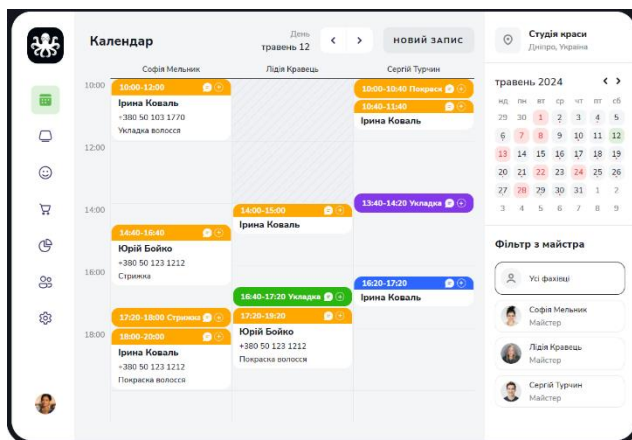 Календар
День
травень 12
НОВИЙ ЗАПИС
Софія Мельник
Лідія Кравець
Сергій Турчин
10:00
12:00
14:00
16:00
18:00
10:00-12:00
Ірина Коваль
+380 50 103 1770
Укладка волосся
14:40-16:40
Юрій Бойко
+380 50 123 1212
Стрижка
17:20-18:00 Стрижка
18:00-20:00
Ірина Коваль
+380 50 123 1212
Покраска волосся
14:00-15:00
Ірина Коваль
16:40-17:20 Укладка
17:20-19:20
Юрій Бойко
+380 50 123 1212
Покраска волосся
10:00-10:40 Покраск
10:40-11:40
Ірина Коваль
13:40-14:20 Укладка
16:20-17:20
Ірина Коваль
Студія краси
Дніпро, Україна
травень 2024
нд пн вт ср чт пт сб
29 30 1 2 3 4 5
6 7 8 9 10 11 12
13 14 15 16 17 18 19
20 21 22 23 24 25 26
27 28 29 30 31 1 2
3 4 5 6 7 8 9
Фільтр з майстра
Усі фахівці
Софія Мельник
Майстер
Лідія Кравець
Майстер
Сергій Турчин
Майстер